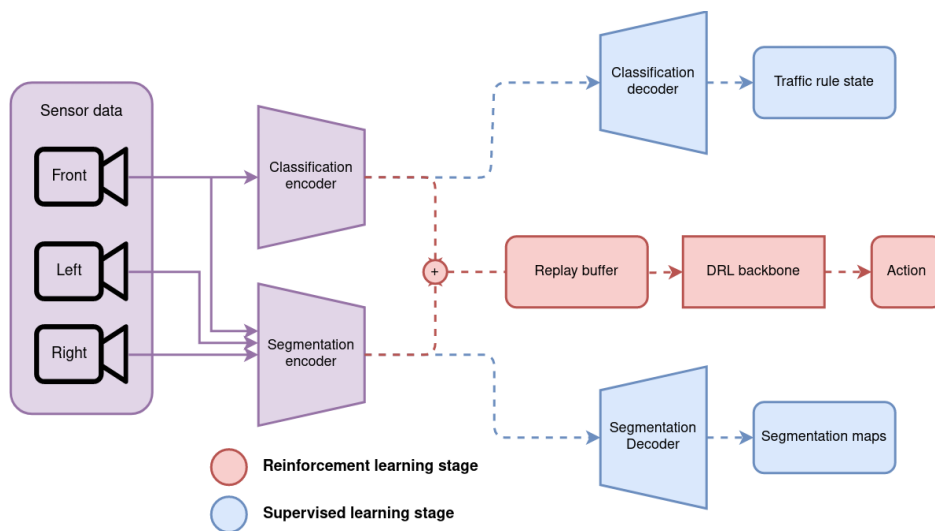 Sensor data
Front
Left
Right
Classification
encoder
Segmentation
encoder
+
Classification
decoder
Traffic rule state
Replay buffer
DRL backbone
Action
Segmentation
Decoder
Segmentation maps
Reinforcement learning stage
Supervised learning stage